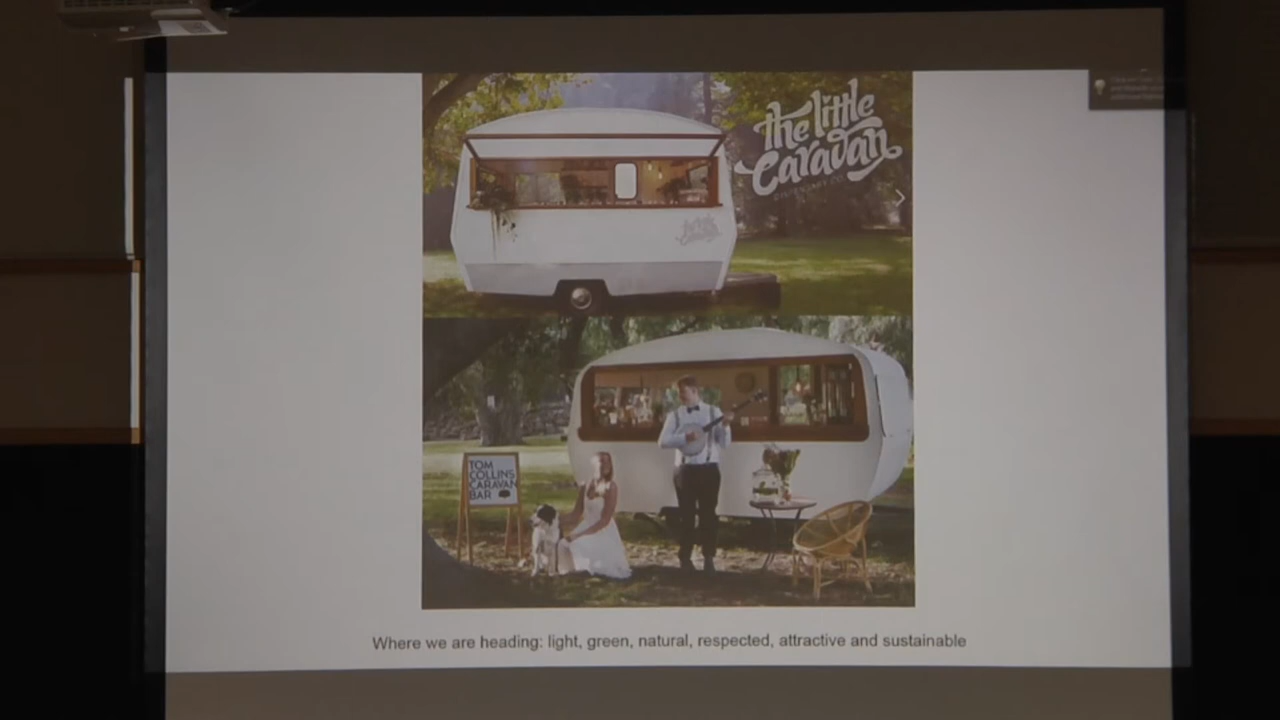 the little
Caravan
TOM
COLLINS
CARAVAN
BAR
Where we are heading: light, green, natural, respected, attractive and sustainable